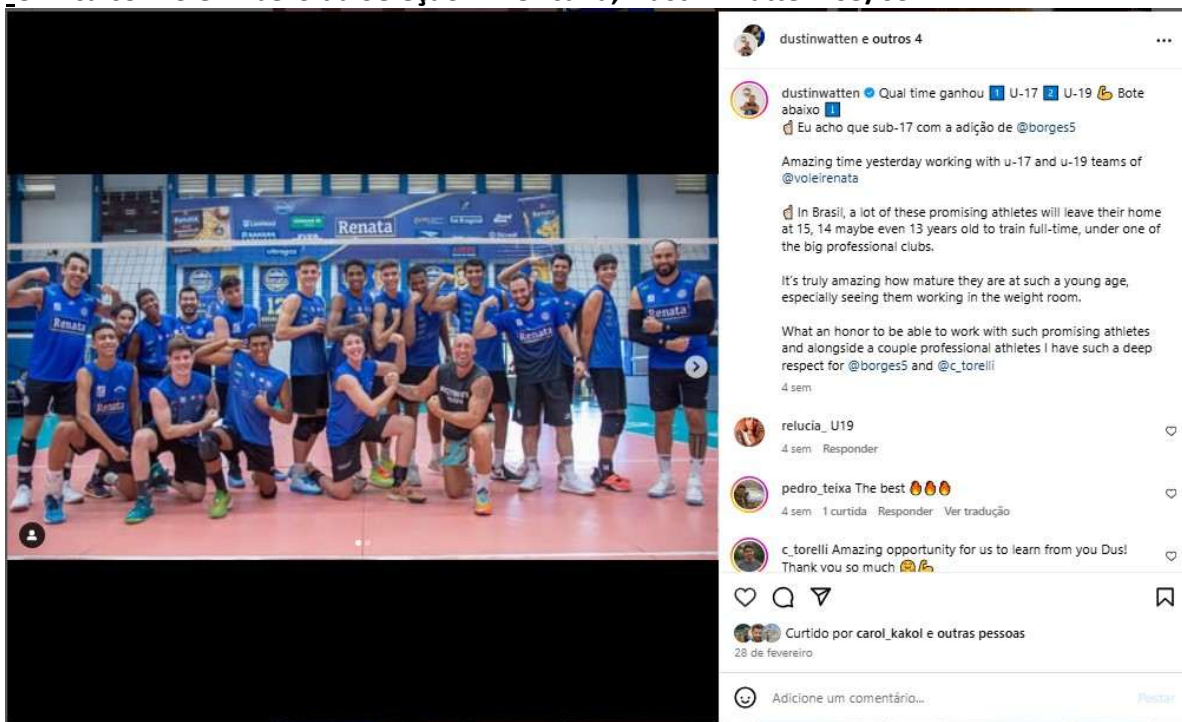 dustinwatten e outros 4
dustinwatten Qual time ganhou 1 U-17 2 U-19 💪 Bote
abaixo ⬇️
☝🏻 Eu acho que sub-17 com a adição de @borges5
Amazing time yesterday working with u-17 and u-19 teams of
@voleirenata
☝🏻 In Brasil, a lot of these promising athletes will leave their home
at 15, 14 maybe even 13 years old to train full-time, under one of
the big professional clubs.
It's truly amazing how mature they are at such a young age,
especially seeing them working in the weight room.
What an honor to be able to work with such promising athletes
and alongside a couple professional athletes I have such a deep
respect for @borges5 and @c_torelli
4 sem
relucia_ U19
4 sem Responder
pedro_teixa The best 🔥🔥🔥
4 sem 1 curtida Responder Ver tradução
c_torelli Amazing opportunity for us to learn from you Dus!
Thank you so much 🤗💪
Curtido por carol_kakol e outras pessoas
28 de fevereiro
Adicione um comentário...
Postar
Renata
Renata
Renata
Renata
Renata
Renata